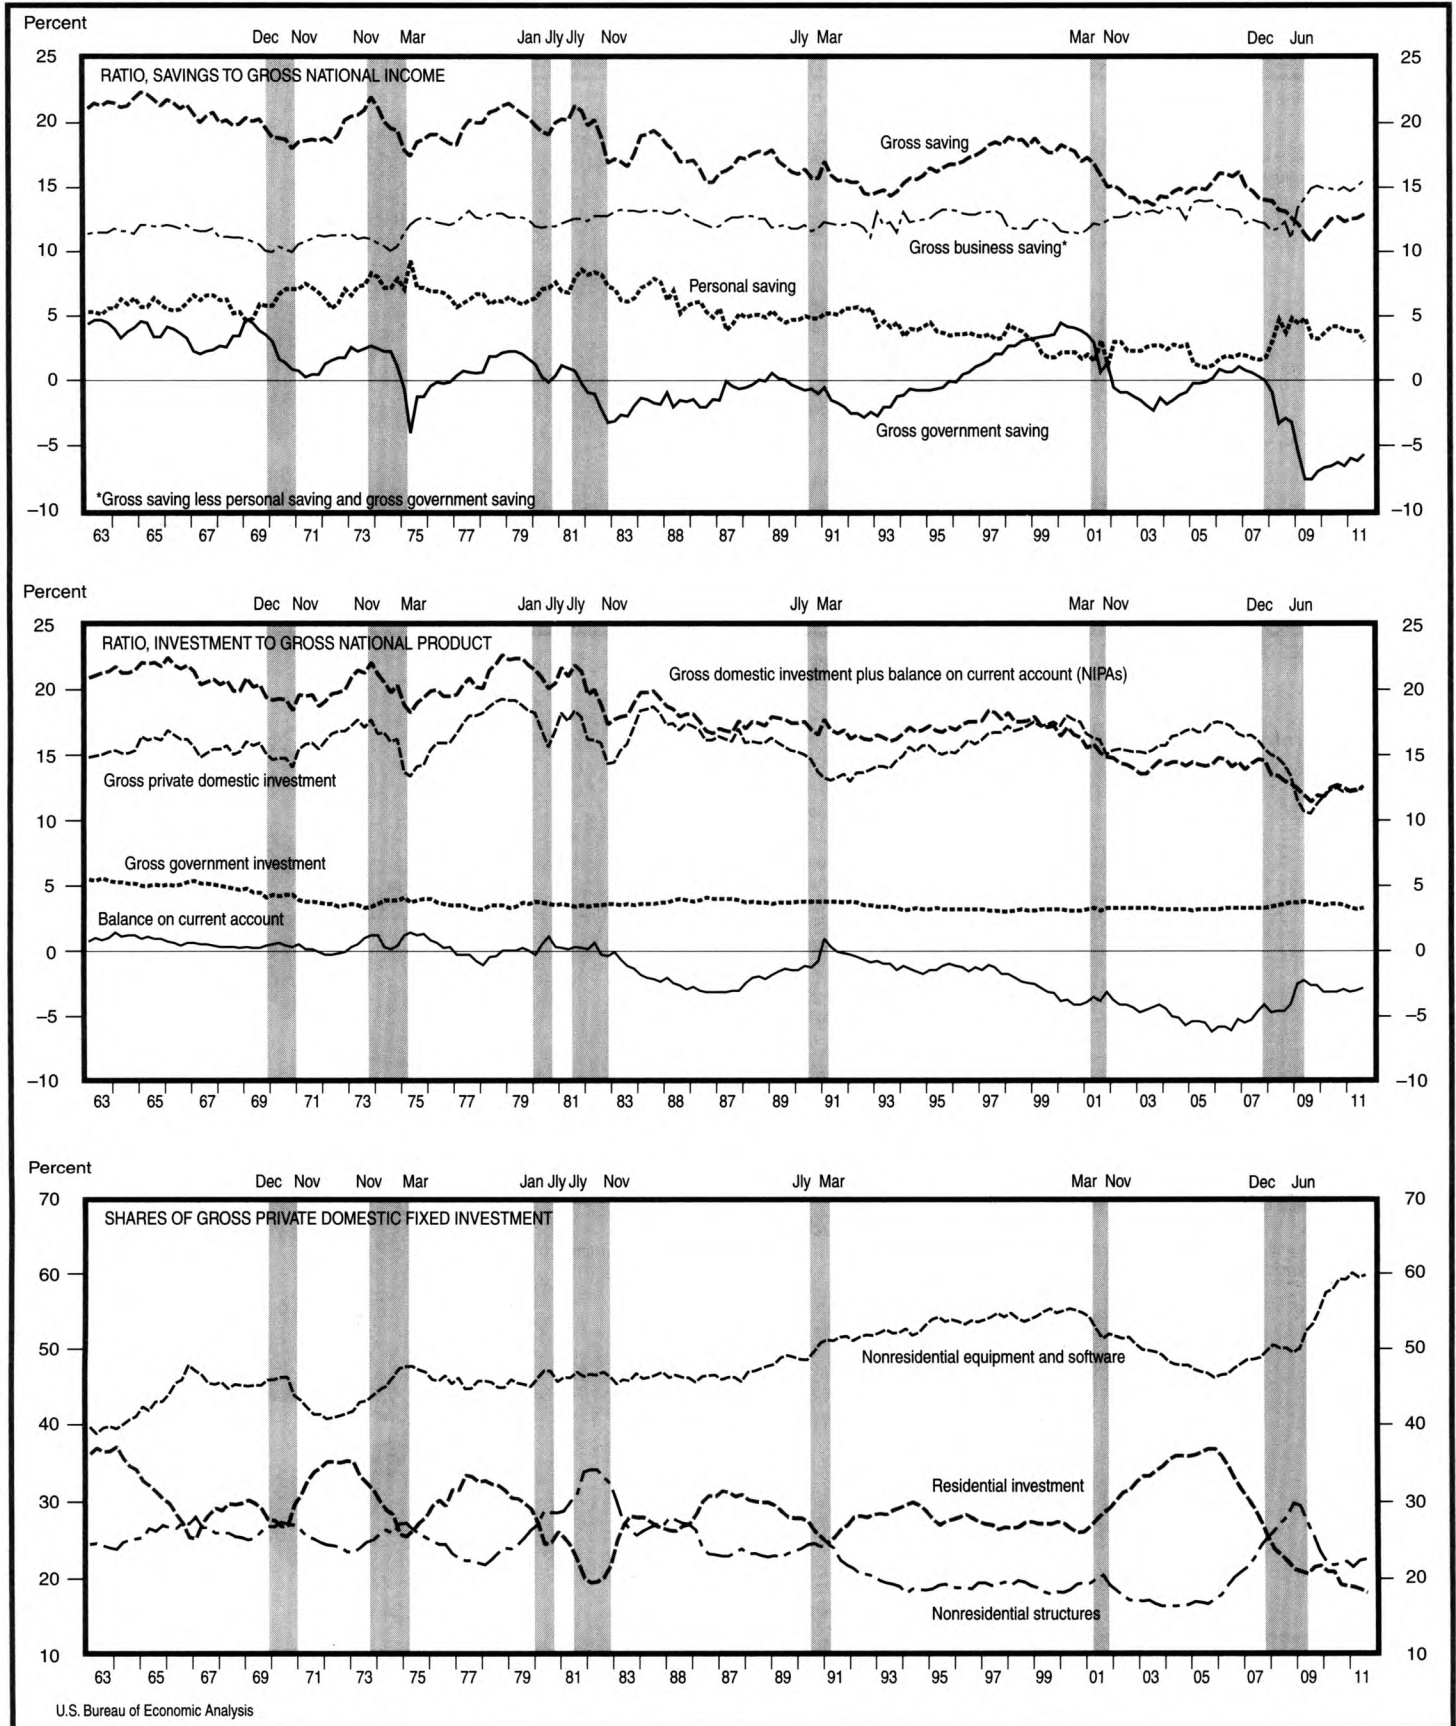 Percent
Dec Nov Nov Mar Jan Jly Jly Nov Jly Mar Mar Nov Dec Jun
25 25
RATIO, SAVINGS TO GROSS NATIONAL INCOME
20 20
Gross saving
15 15
Gross business saving*
10 10
Personal saving
5 5
0 0
Gross government saving
–5 –5
*Gross saving less personal saving and gross government saving
–10 –10
63 65 67 69 71 73 75 77 79 81 83 85 87 89 91 93 95 97 99 01 03 05 07 09 11
Percent
Dec Nov Nov Mar Jan Jly Jly Nov Jly Mar Mar Nov Dec Jun
25 25
RATIO, INVESTMENT TO GROSS NATIONAL PRODUCT
Gross domestic investment plus balance on current account (NIPAs)
20 20
15 15
Gross private domestic investment
10 10
Gross government investment
5 5
Balance on current account
0 0
–5 –5
–10 –10
63 65 67 69 71 73 75 77 79 81 83 88 87 89 91 93 95 97 99 01 03 05 07 09 11
Percent
Dec Nov Nov Mar Jan Jly Jly Nov Jly Mar Mar Nov Dec Jun
70 70
SHARES OF GROSS PRIVATE DOMESTIC FIXED INVESTMENT
60 60
50 50
Nonresidential equipment and software
40 40
Residential investment
30 30
20 20
Nonresidential structures
10 10
63 65 67 69 71 73 75 77 79 81 83 88 87 89 91 93 95 97 99 01 03 05 07 09 11
U.S. Bureau of Economic Analysis